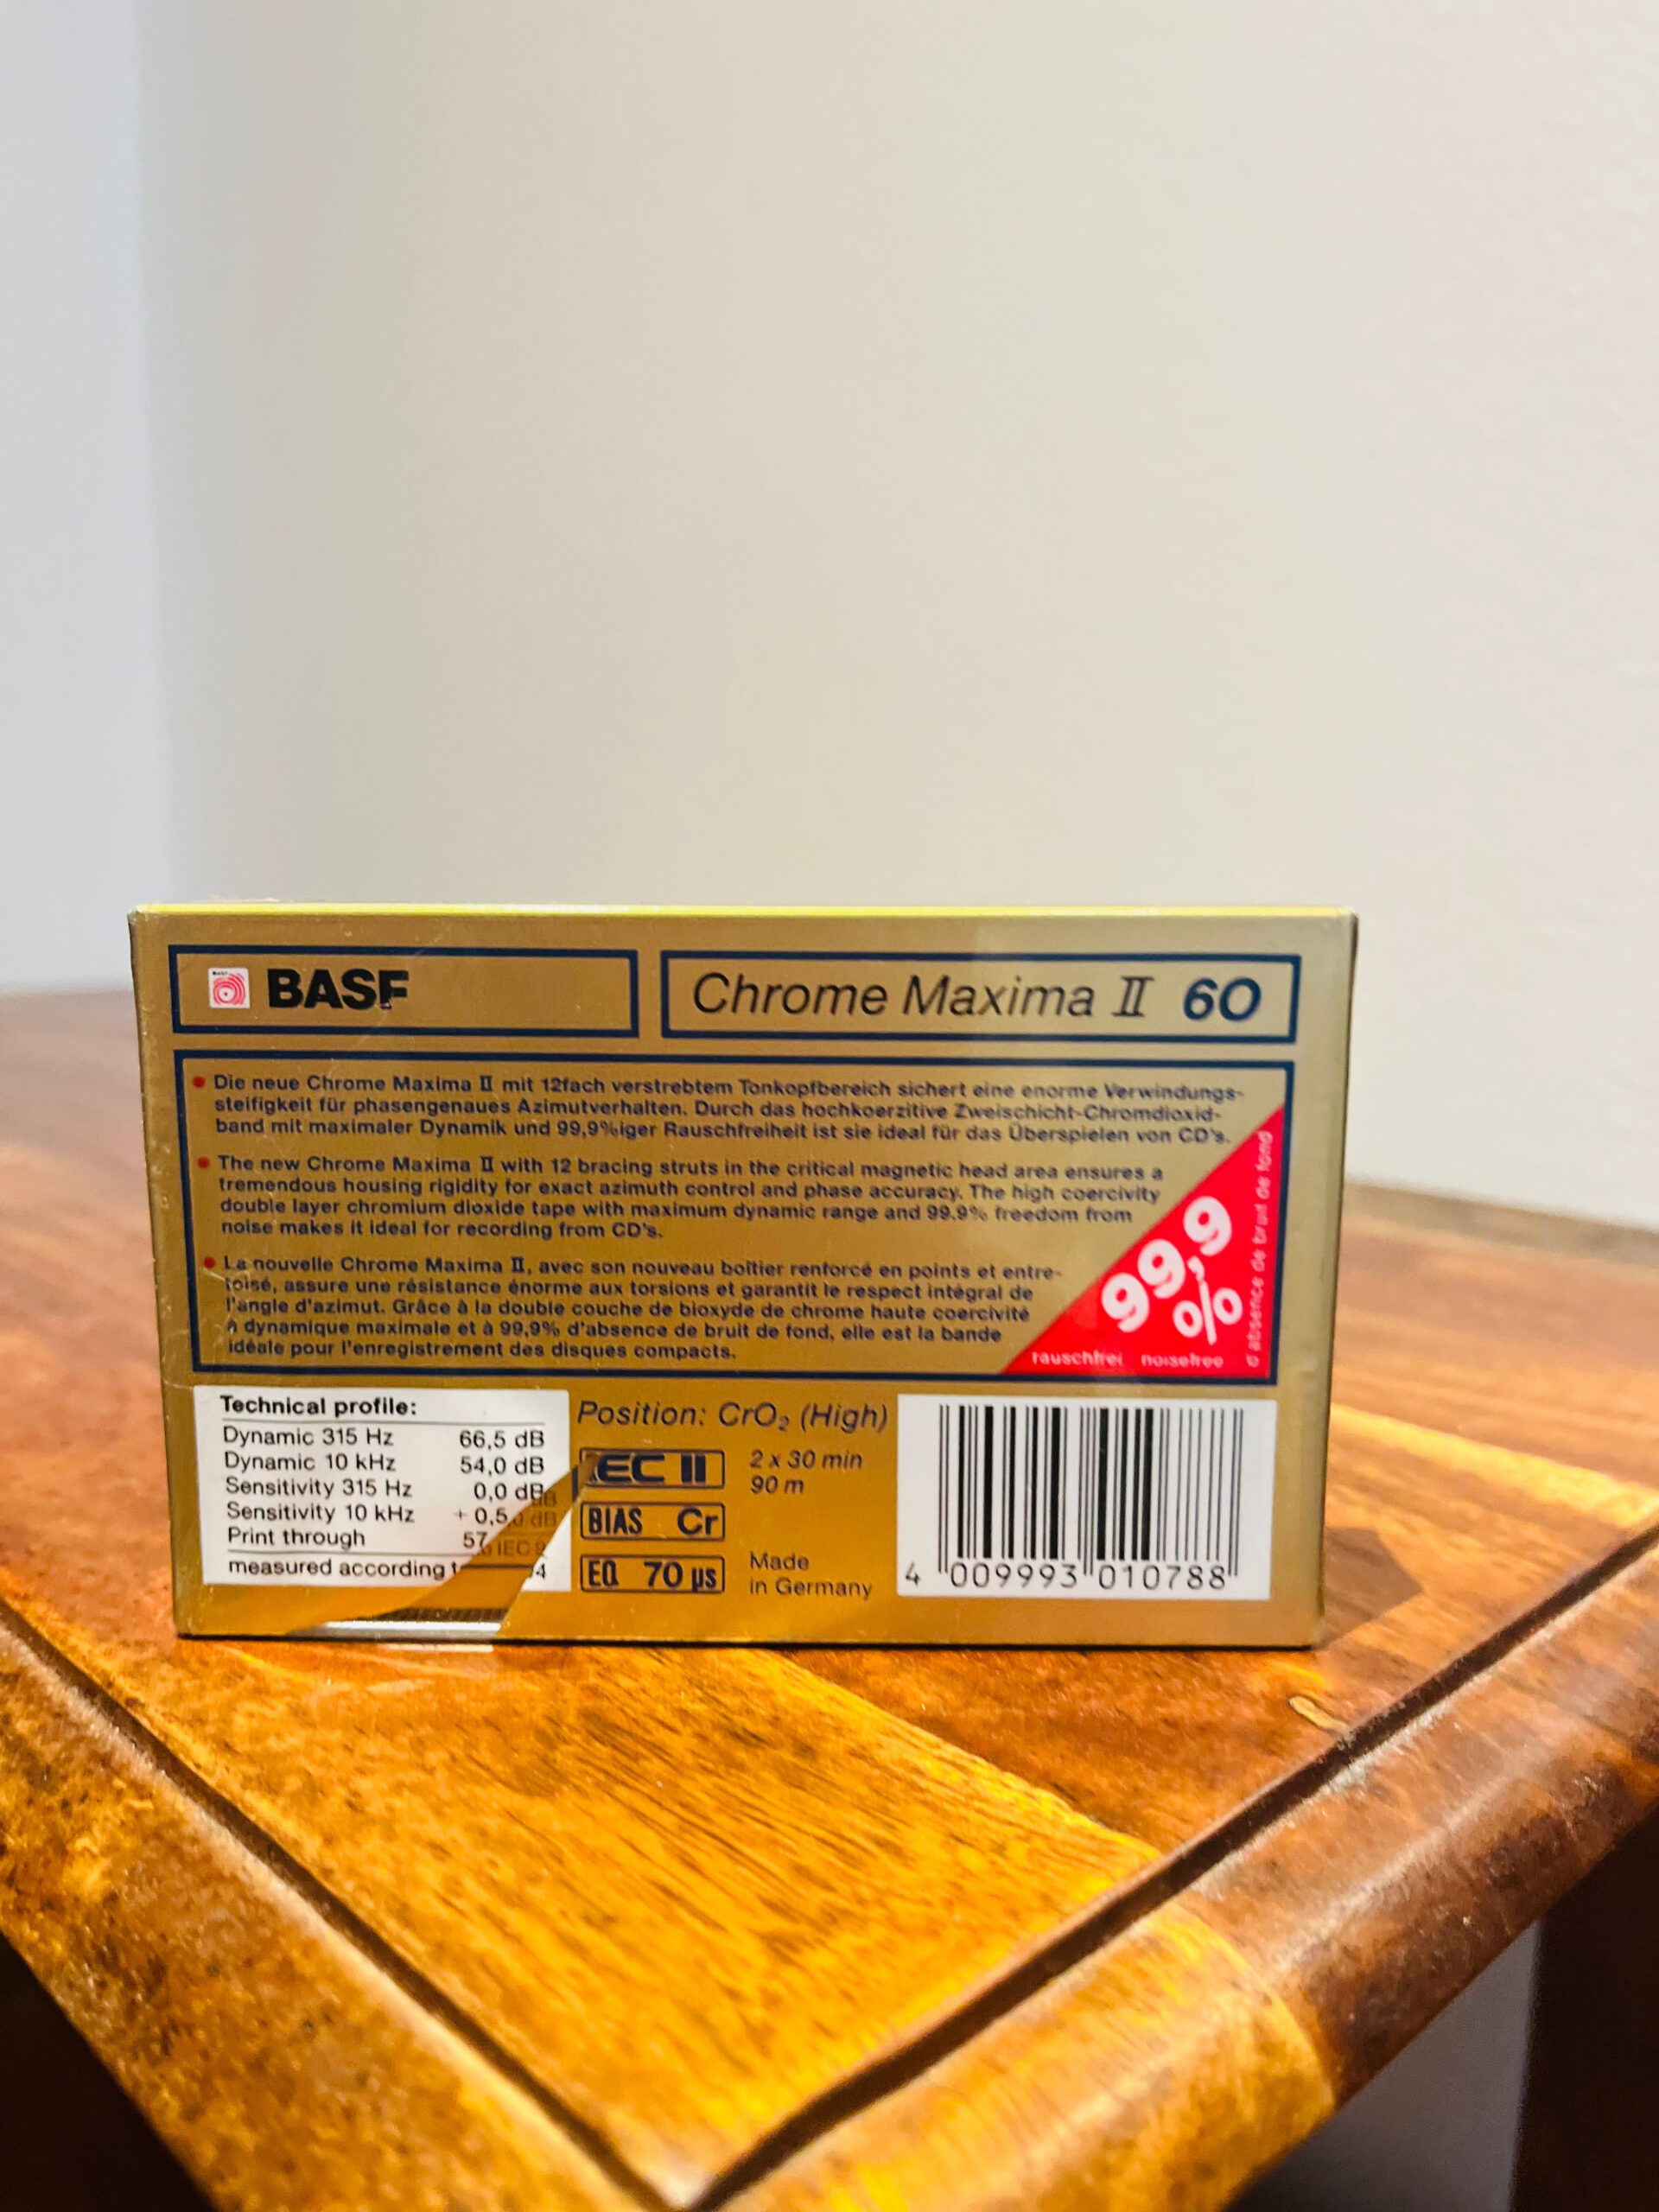 BASF
Chrome Maxima II 60
• Die neue Chrome Maxima II mit 12fach verstrebtem Tonkopfbereich sichert eine enorme Verwindungs-
steifigkeit für phasengenaues Azimutverhalten. Durch das hochkoerzitive Zweischicht-Chromdioxid-
band mit maximaler Dynamik und 99,9%iger Rauschfreiheit ist sie ideal für das Überspielen von CD's.
• The new Chrome Maxima II with 12 bracing struts in the critical magnetic head area ensures a
tremendous housing rigidity for exact azimuth control and phase accuracy. The high coercivity
double layer chromium dioxide tape with maximum dynamic range and 99.9% freedom from
noise makes it ideal for recording from CD's.
• La nouvelle Chrome Maxima II, avec son nouveau boîtier renforcé en points et entre-
toisé, assure une résistance énorme aux torsions et garantit le respect intégral de
l'angle d'azimut. Grâce à la double couche de bioxyde de chrome haute coercivité
à dynamique maximale et à 99,9% d'absence de bruit de fond, elle est la bande
idéale pour l'enregistrement des disques compacts.
99,9
%
rauschfrei noisefree
absence de bruit de fond
Technical profile:
Dynamic 315 Hz 66,5 dB
Dynamic 10 kHz 54,0 dB
Sensitivity 315 Hz 0,0 dB
Sensitivity 10 kHz + 0,5 dB
Print through 57,
measured according
Position: CrO₂ (High)
IEC II
BIAS Cr
EQ 70 µs
2 x 30 min
90 m
Made
in Germany
4 009993 010788